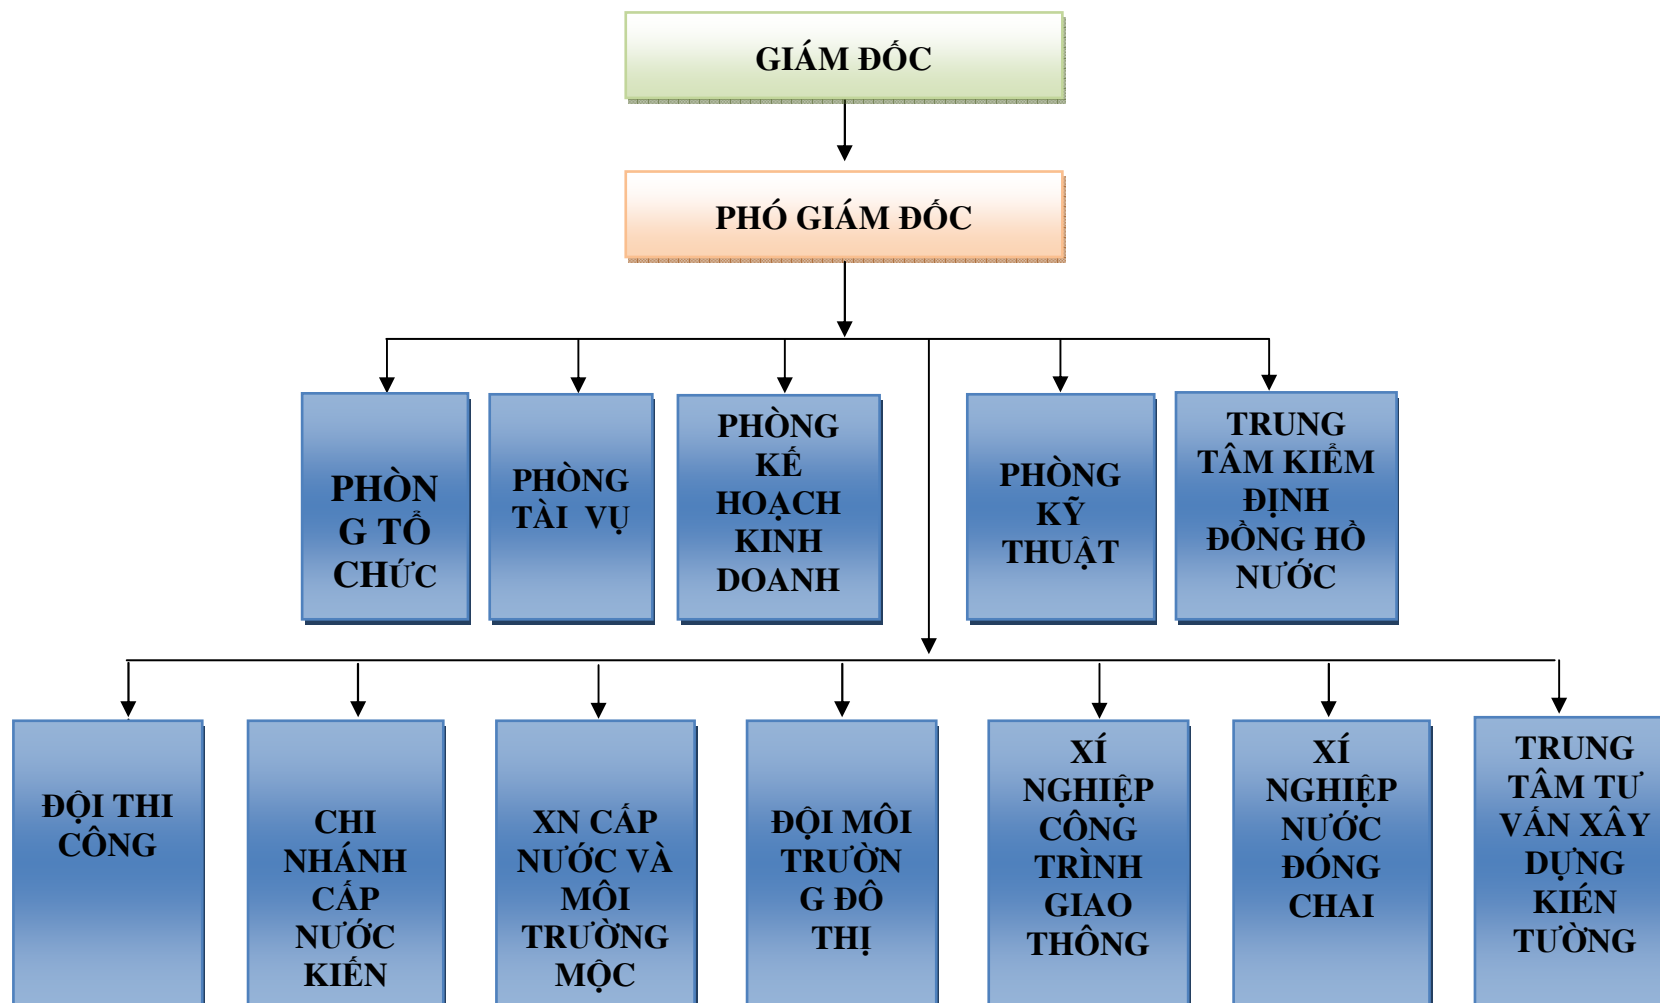 GIÁM ĐỐC
PHÓ GIÁM ĐỐC
PHÒN
G TỔ
CHỨC
PHÒNG
TÀI VỤ
PHÒNG
KẾ
HOẠCH
KINH
DOANH
PHÒNG
KỸ
THUẬT
TRUNG
TÂM KIỂM
ĐỊNH
ĐỒNG HỒ
NƯỚC
ĐỘI THI
CÔNG
CHI
NHÁNH
CẤP
NƯỚC
KIẾN
XN CẤP
NƯỚC VÀ
MÔI
TRƯỜNG
MỘC
ĐỘI MÔI
TRƯỜN
G ĐÔ
THỊ
XÍ
NGHIỆP
CÔNG
TRÌNH
GIAO
THÔNG
XÍ
NGHIỆP
NƯỚC
ĐÓNG
CHAI
TRUNG
TÂM TƯ
VẤN XÂY
DỰNG
KIÉN
TƯỜNG